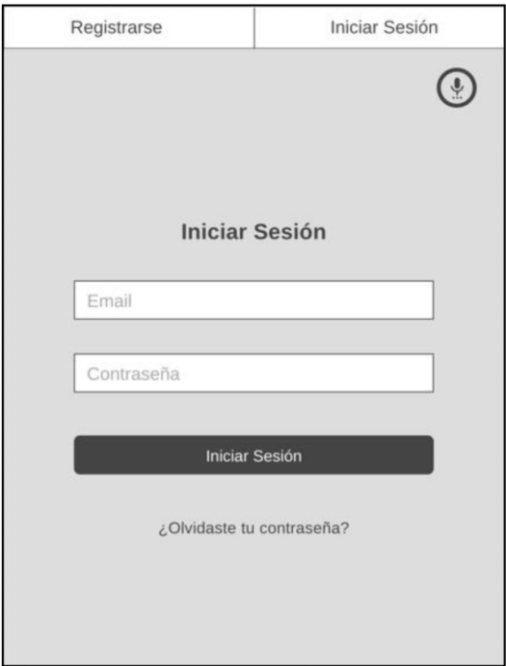 Registrarse
Iniciar Sesión
Iniciar Sesión
Email
Contraseña
Iniciar Sesión
¿Olvidaste tu contraseña?